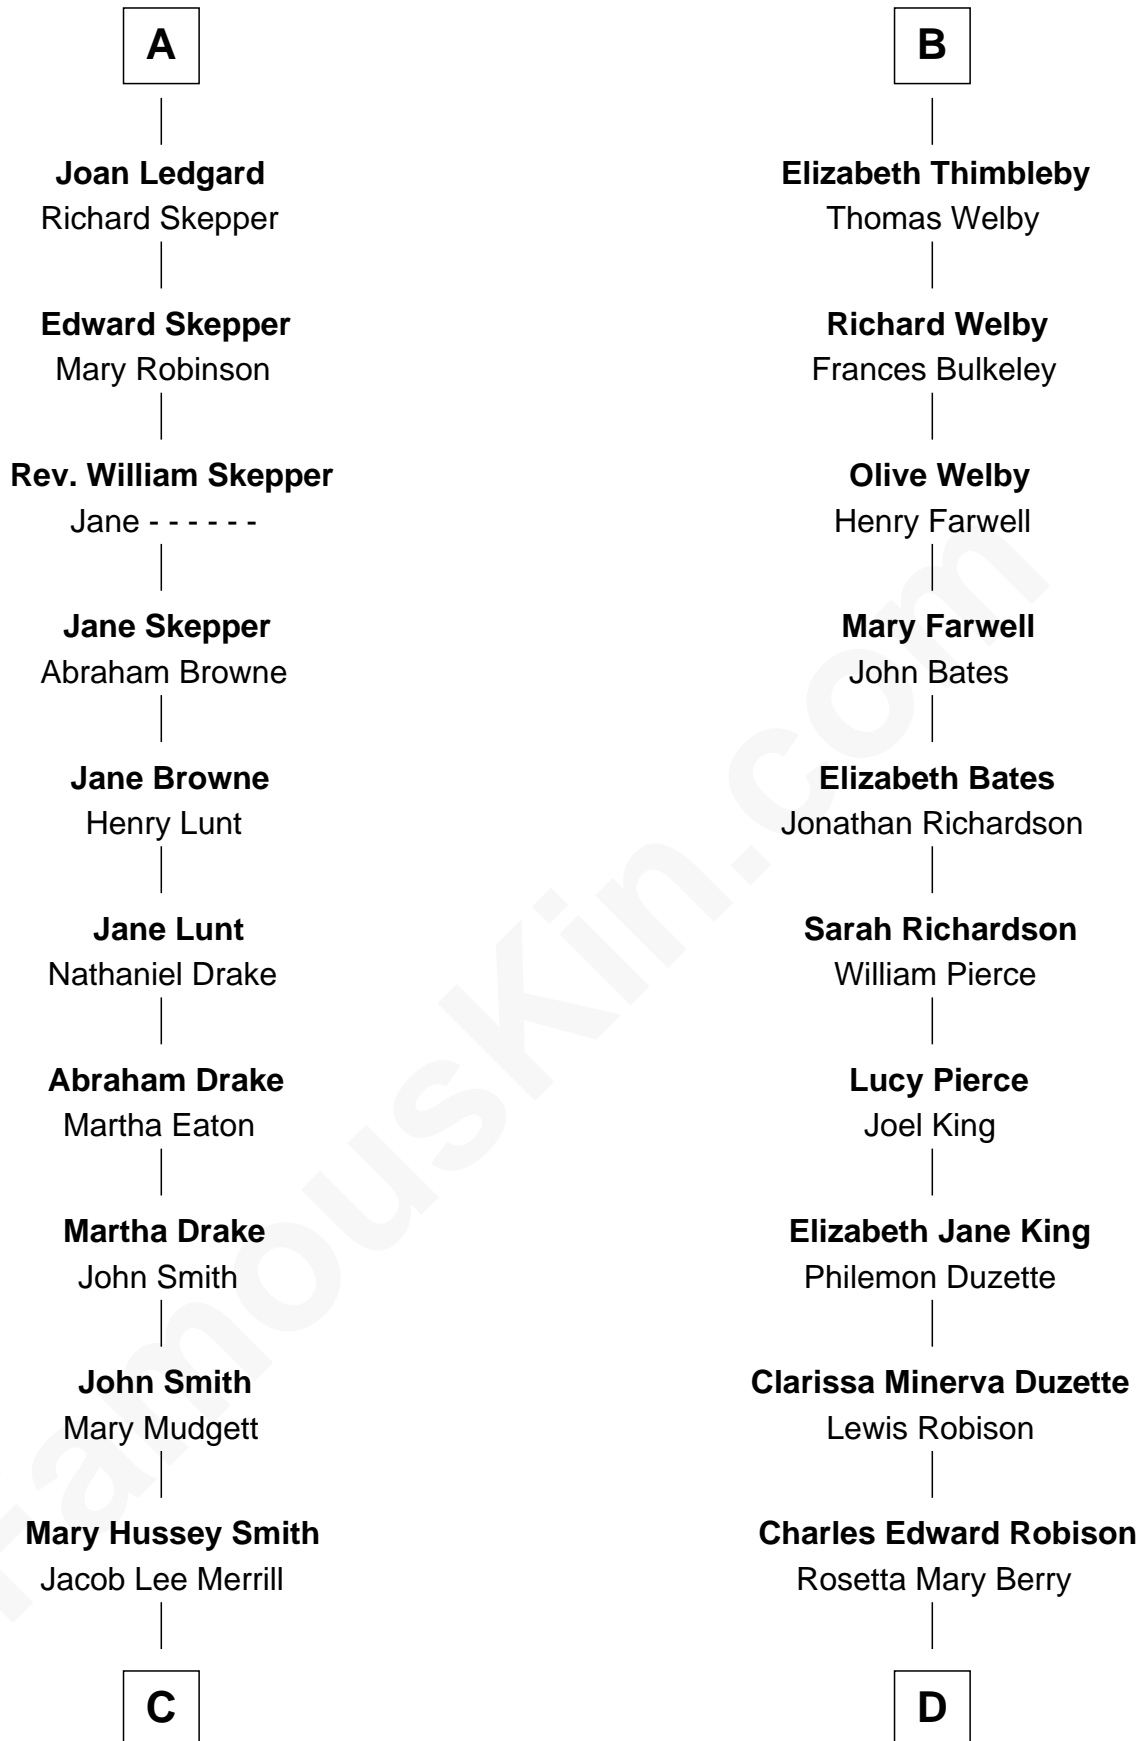 A
Joan Ledgard
Richard Skepper
Edward Skepper
Mary Robinson
Rev. William Skepper
Jane - - - - - -
Jane Skepper
Abraham Browne
Jane Browne
Henry Lunt
Jane Lunt
Nathaniel Drake
Abraham Drake
Martha Eaton
Martha Drake
John Smith
John Smith
Mary Mudgett
Mary Hussey Smith
Jacob Lee Merrill
C
B
Elizabeth Thimbleby
Thomas Welby
Richard Welby
Frances Bulkeley
Olive Welby
Henry Farwell
Mary Farwell
John Bates
Elizabeth Bates
Jonathan Richardson
Sarah Richardson
William Pierce
Lucy Pierce
Joel King
Elizabeth Jane King
Philemon Duzette
Clarissa Minerva Duzette
Lewis Robison
Charles Edward Robison
Rosetta Mary Berry
D
FamousKin.com